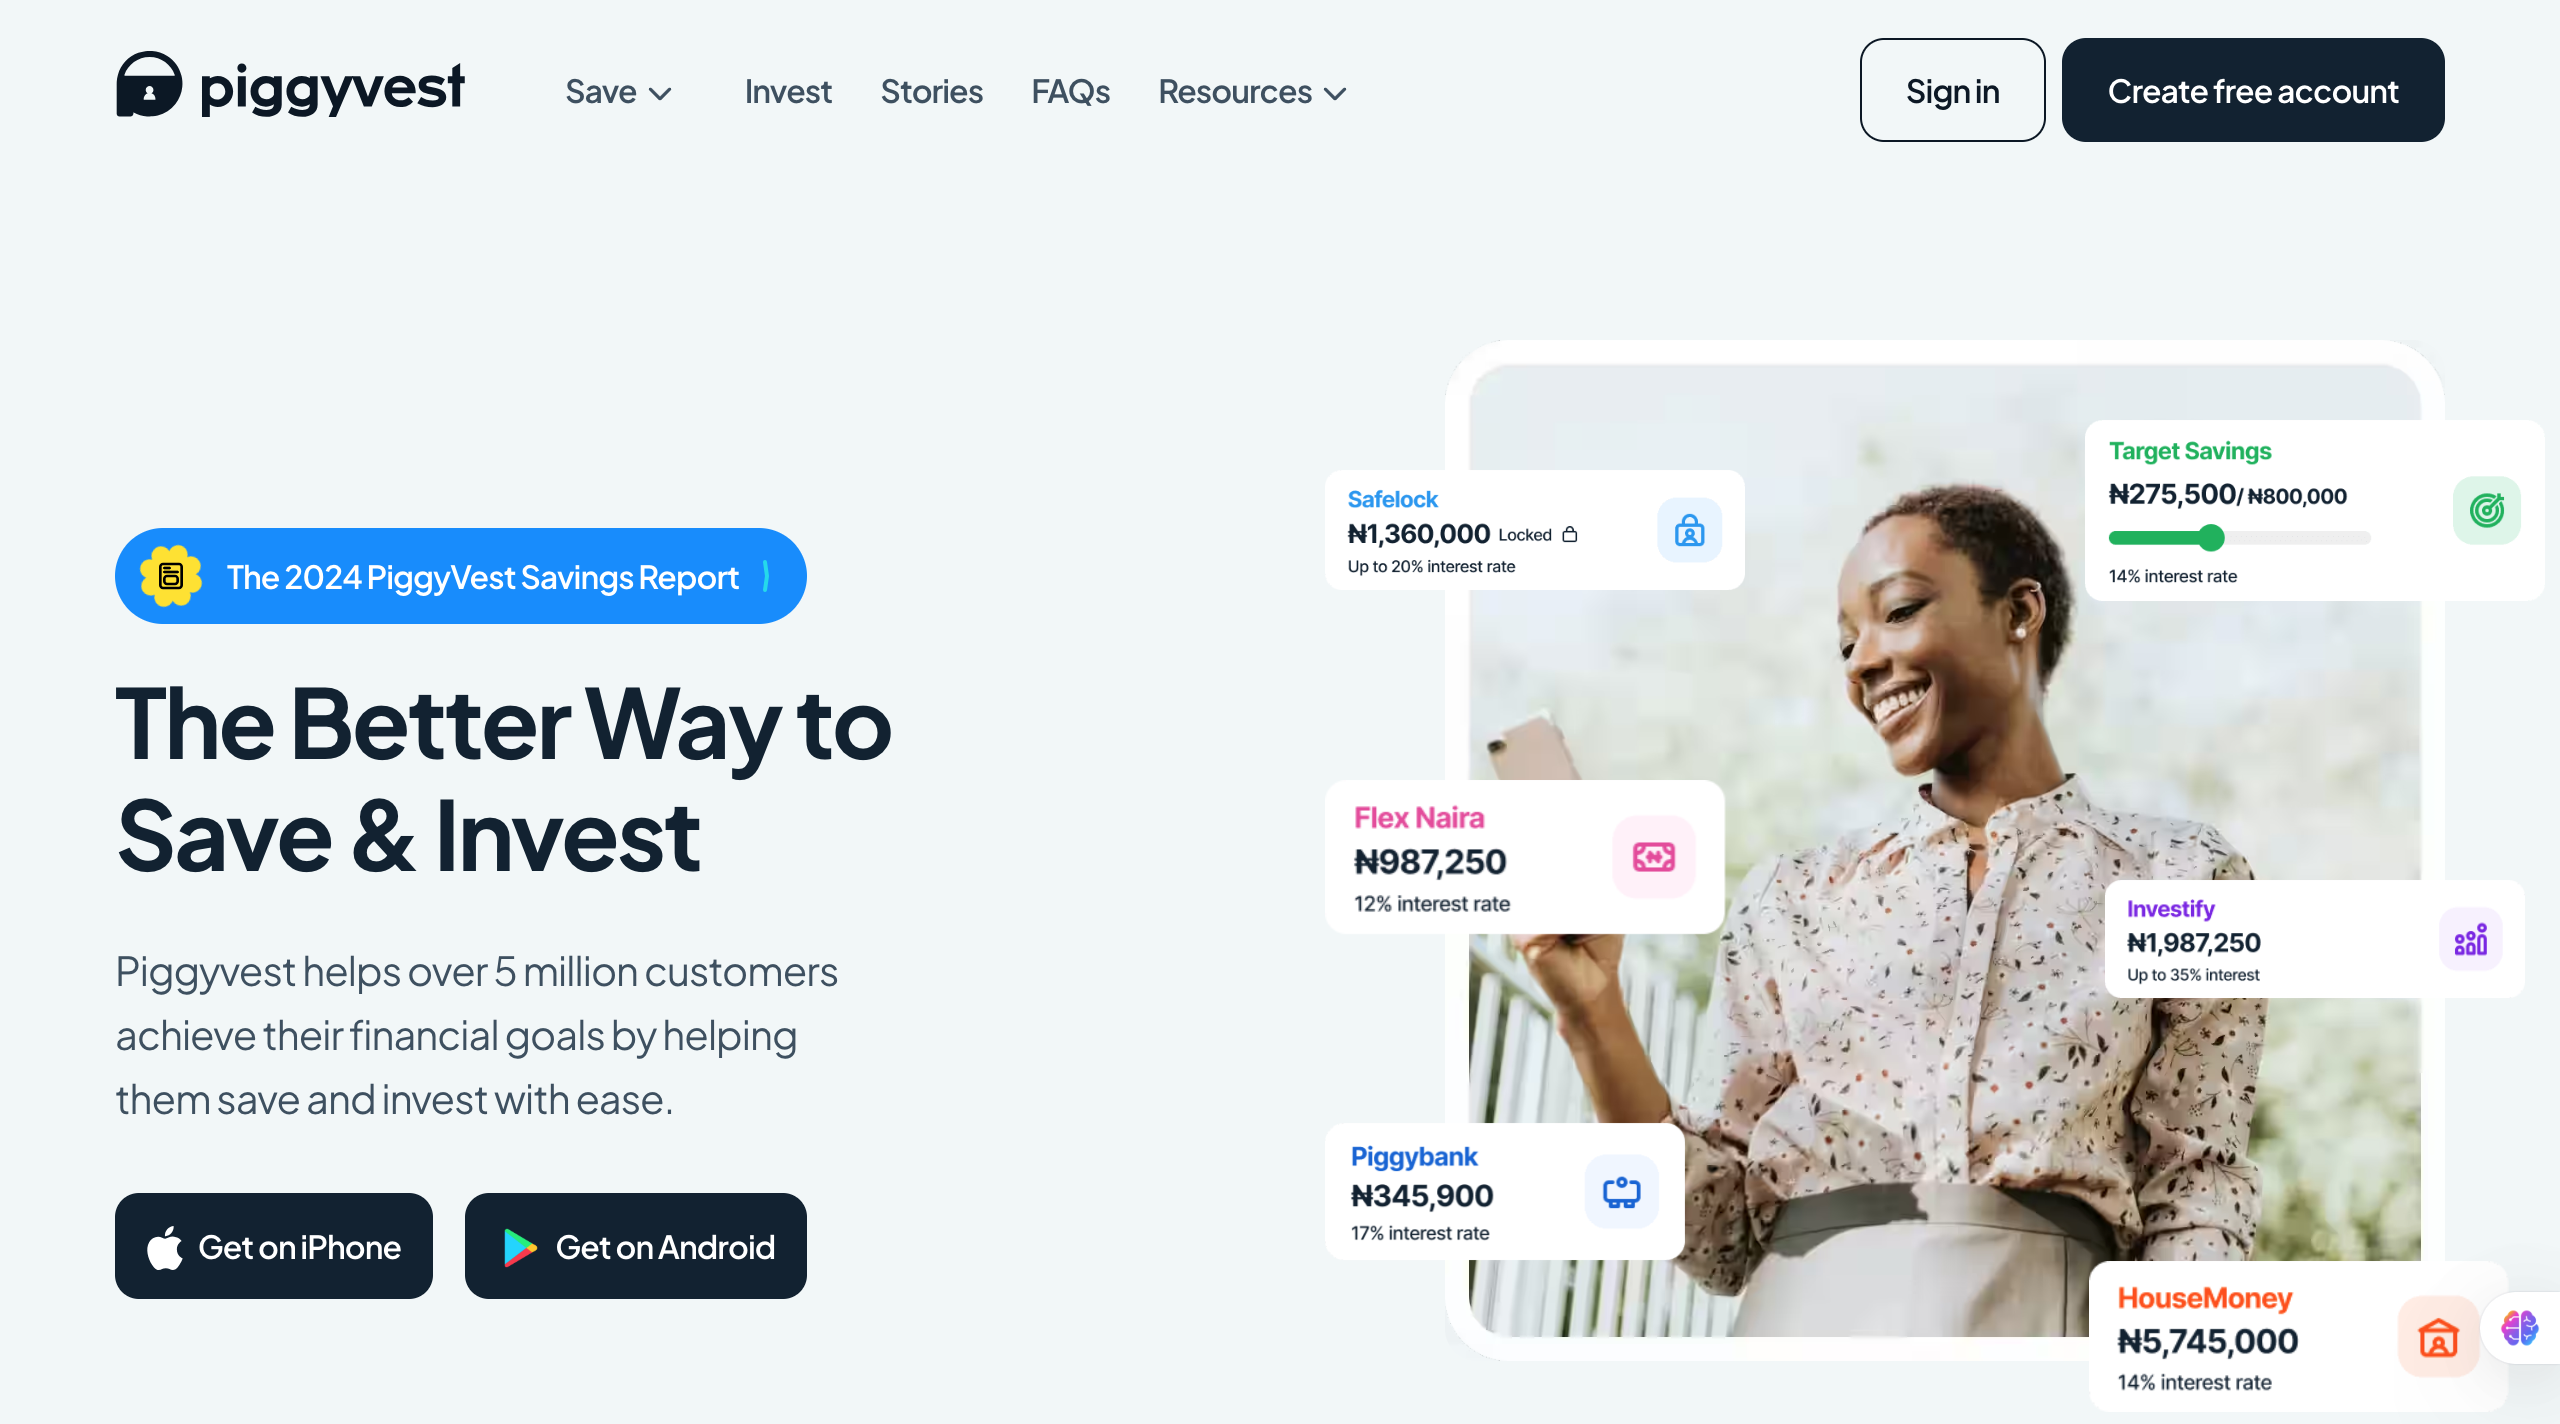 piggyvest
Save
Invest
Stories
FAQs
Resources
Sign in
Create free account
The 2024 PiggyVest Savings Report
The Better Way to
Save & Invest
Piggyvest helps over 5 million customers
achieve their financial goals by helping
them save and invest with ease.
Get on iPhone
Get on Android
Safelock
₦1,360,000 Locked
Up to 20% interest rate
Target Savings
₦275,500/ ₦800,000
14% interest rate
Flex Naira
₦987,250
12% interest rate
Investify
₦1,987,250
Up to 35% interest
Piggybank
₦345,900
17% interest rate
HouseMoney
₦5,745,000
14% interest rate